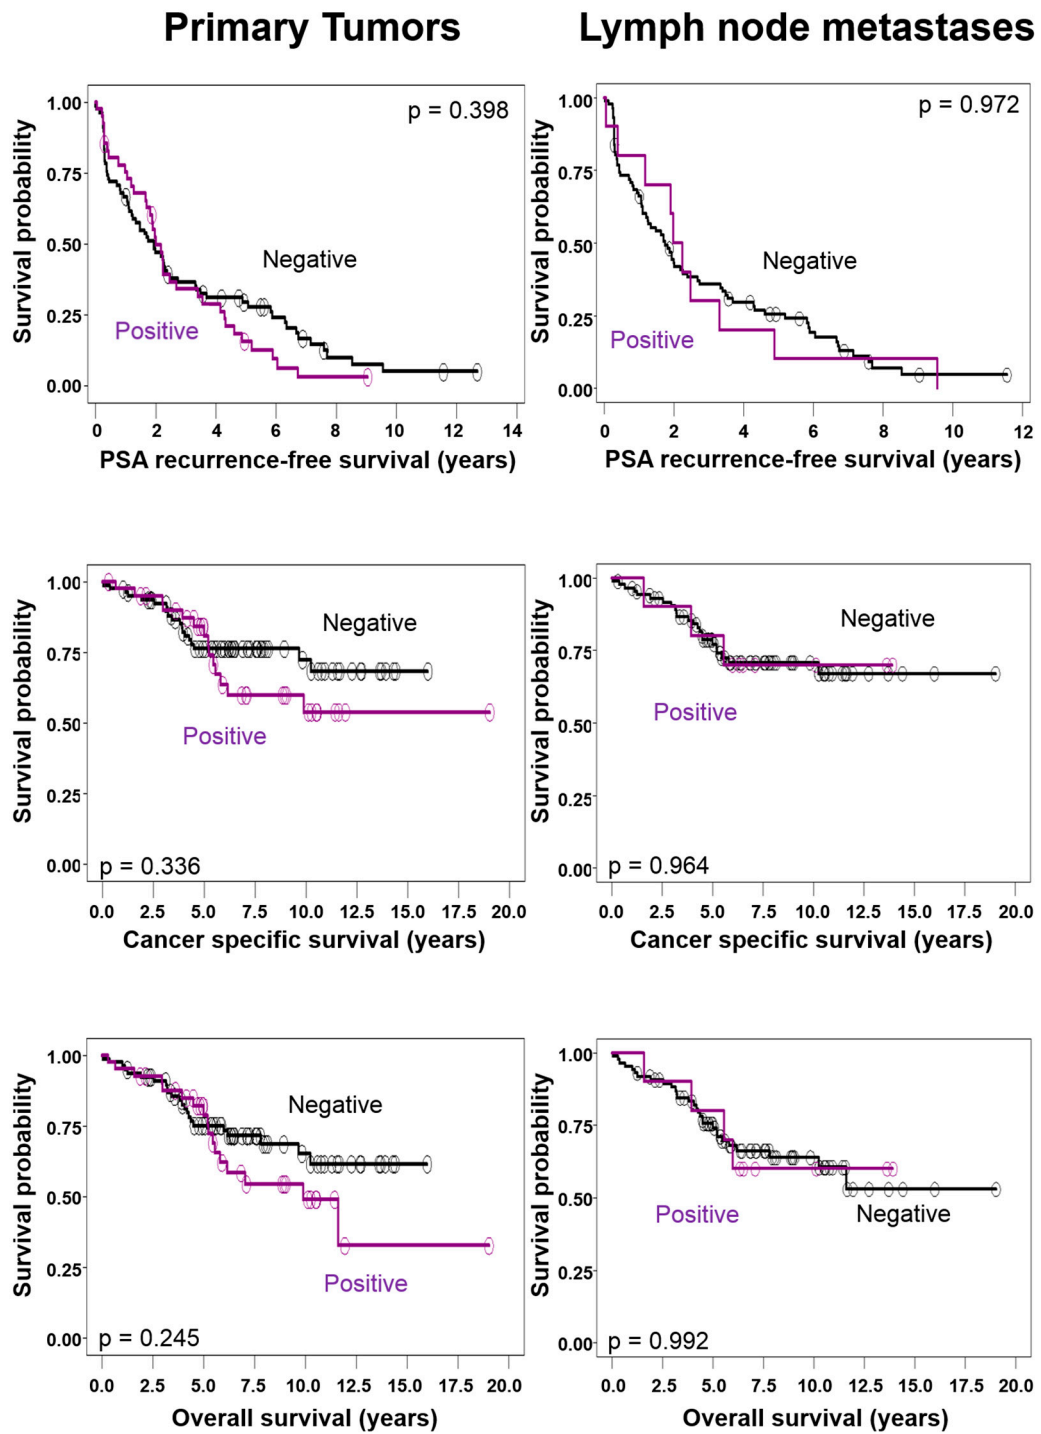 Primary Tumors
Lymph node metastases
Survival probability
1.00
0.75
0.50
0.25
0.00
p = 0.398
Negative
Positive
0 2 4 6 8 10 12 14
PSA recurrence-free survival (years)
Survival probability
1.00
0.75
0.50
0.25
0.00
p = 0.972
Negative
Positive
0 2 4 6 8 10 12
PSA recurrence-free survival (years)
Survival probability
1.00
0.75
0.50
0.25
0.00
Negative
Positive
p = 0.336
0.0 2.5 5.0 7.5 10.0 12.5 15.0 17.5 20.0
Cancer specific survival (years)
Survival probability
1.00
0.75
0.50
0.25
0.00
Negative
Positive
p = 0.964
0.0 2.5 5.0 7.5 10.0 12.5 15.0 17.5 20.0
Cancer specific survival (years)
Survival probability
1.00
0.75
0.50
0.25
0.00
Negative
Positive
p = 0.245
0.0 2.5 5.0 7.5 10.0 12.5 15.0 17.5 20.0
Overall survival (years)
Survival probability
1.00
0.75
0.50
0.25
0.00
Positive
Negative
p = 0.992
0.0 2.5 5.0 7.5 10.0 12.5 15.0 17.5 20.0
Overall survival (years)